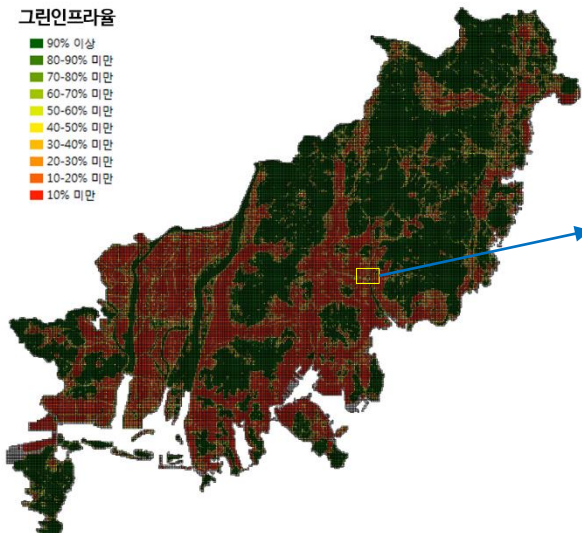 그린인프라율
90% 이상
80-90% 미만
70-80% 미만
60-70% 미만
50-60% 미만
40-50% 미만
30-40% 미만
20-30% 미만
10-20% 미만
10% 미만